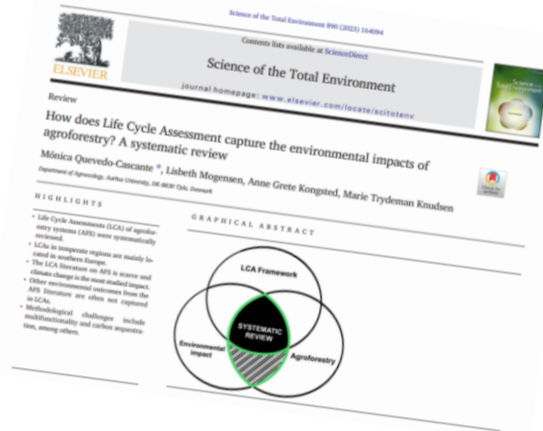 Science of the Total Environment 890 (2023) 164094
Contents lists available at ScienceDirect
Science of the Total Environment
journal homepage: www.elsevier.com/locate/scitotenv
ELSEVIER
Review
How does Life Cycle Assessment capture the environmental impacts of
agroforestry? A systematic review
Mónica Quevedo-Cascante *, Lisbeth Mogensen, Anne Grete Kongsted, Marie Trydeman Knudsen
Department of Agroecology, Aarhus University, DK-8830 Tjele, Denmark
HIGHLIGHTS
• Life Cycle Assessments (LCA) of agrofor-
estry systems (AFS) were systematically
reviewed.
• LCAs in temperate regions are mainly lo-
cated in southern Europe.
• The LCA literature on AFS is scarce and
climate change is the most studied impact.
• Other environmental outcomes from the
AFS literature are often not captured
in LCAs.
• Methodological challenges include
multifunctionality and carbon sequestra-
tion, among others.
GRAPHICAL ABSTRACT
LCA Framework
SYSTEMATIC
REVIEW
Environmental
impact
Agroforestry